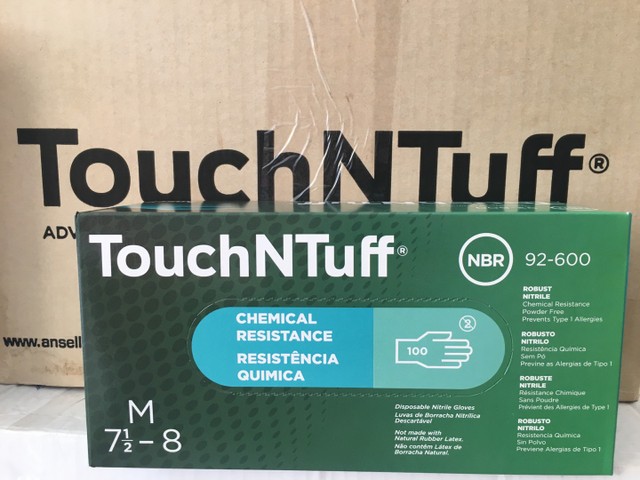 TouchNTuff®
ADV
www.ansell
TouchNTuff®
NBR
92-600
CHEMICAL
RESISTANCE
RESISTÊNCIA
QUIMICA
2
100
M
7½ – 8
Disposable Nitrile Gloves
Luvas de Borracha Nitrílica
Descartável
Not made with
Natural Rubber Latex.
Não contém Látex de
Borracha Natural.
ROBUST
NITRILE
Chemical Resistance
Powder Free
Prevents Type 1 Allergies
ROBUSTO
NITRILO
Resistência Química
Sem Pó
Previne as Alergias de Tipo 1
ROBUSTE
NITRILE
Résistance Chimique
Sans Poudre
Prévient des Allergies de Type 1
ROBUSTO
NITRILO
Resistencia Química
Sin Polvo
Previene Alergias de Tipo 1